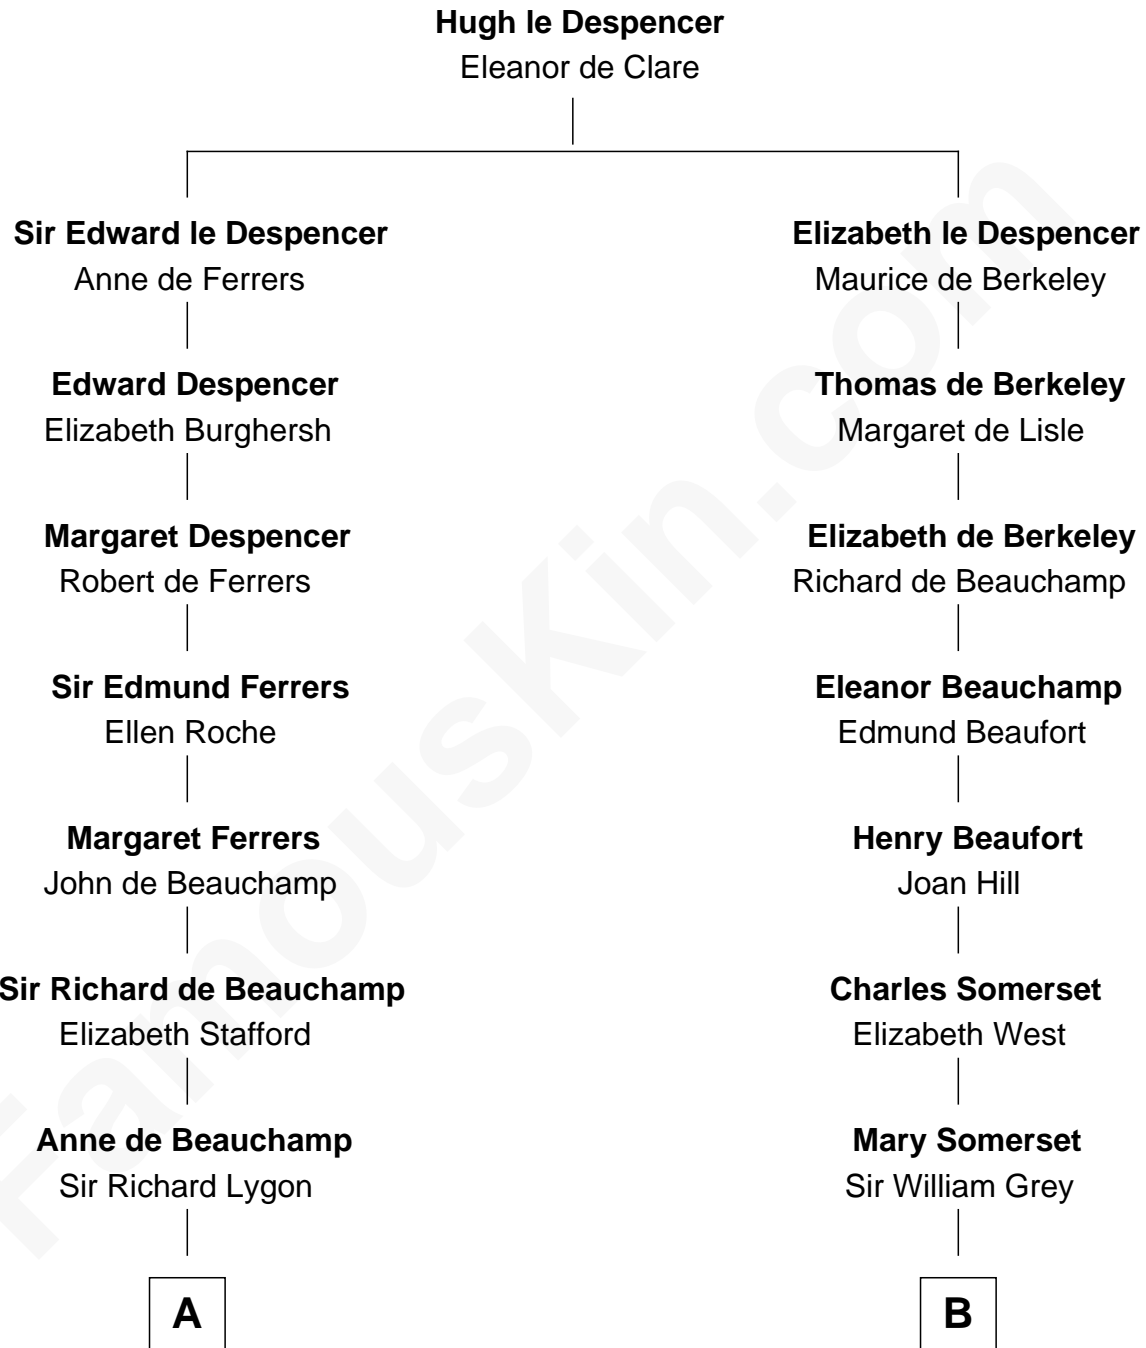 Hugh le Despencer
Eleanor de Clare
Sir Edward le Despencer
Anne de Ferrers
Elizabeth le Despencer
Maurice de Berkeley
Edward Despencer
Elizabeth Burghersh
Thomas de Berkeley
Margaret de Lisle
Margaret Despencer
Robert de Ferrers
Elizabeth de Berkeley
Richard de Beauchamp
Sir Edmund Ferrers
Ellen Roche
Eleanor Beauchamp
Edmund Beaufort
Margaret Ferrers
John de Beauchamp
Henry Beaufort
Joan Hill
Sir Richard de Beauchamp
Elizabeth Stafford
Charles Somerset
Elizabeth West
Anne de Beauchamp
Sir Richard Lygon
Mary Somerset
Sir William Grey
A
B
FamousKin.com